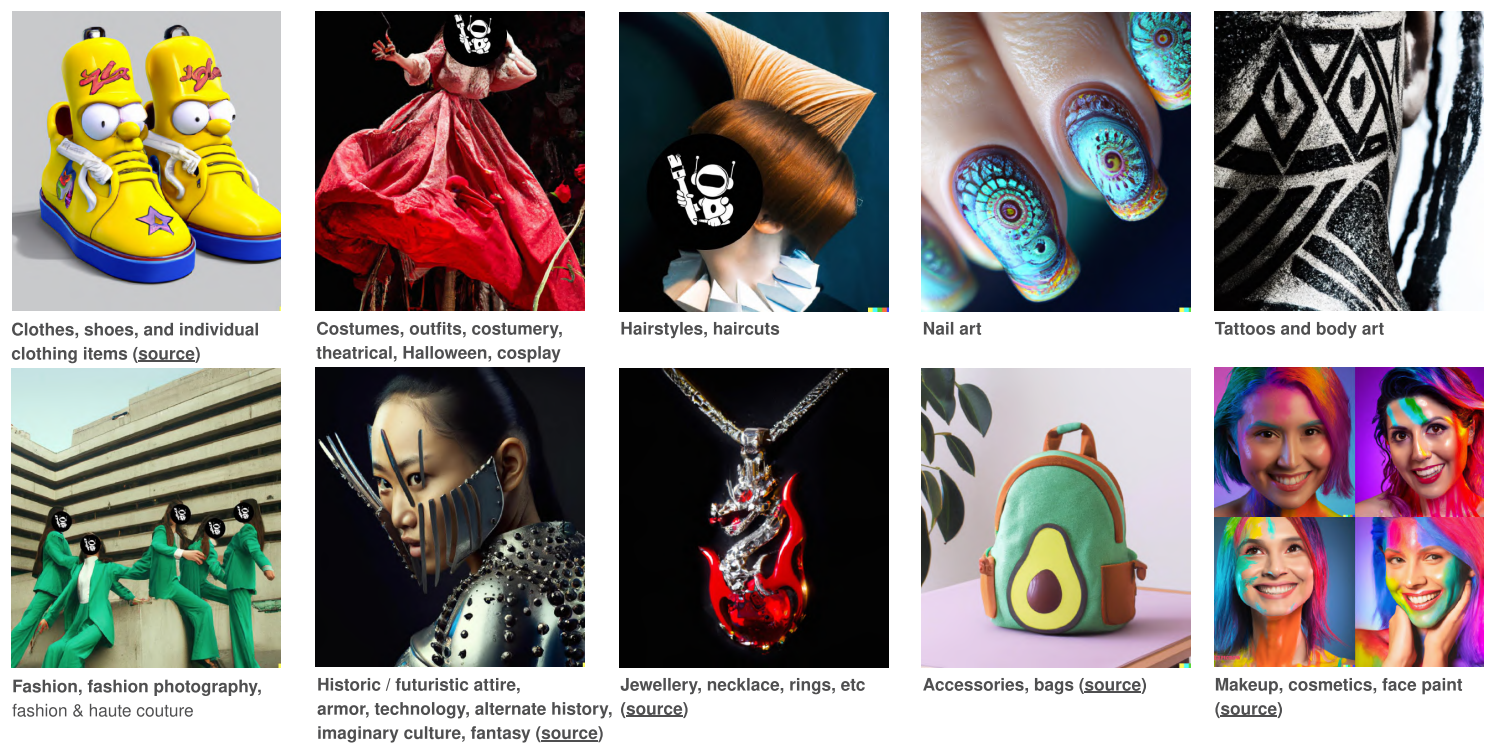 Clothes, shoes, and individual
clothing items (source)
Costumes, outfits, costumery,
theatrical, Halloween, cosplay
Hairstyles, haircuts
Nail art
Tattoos and body art
Fashion, fashion photography,
fashion & haute couture
Historic / futuristic attire,
armor, technology, alternate history,
imaginary culture, fantasy (source)
Jewellery, necklace, rings, etc
(source)
Accessories, bags (source)
Makeup, cosmetics, face paint
(source)